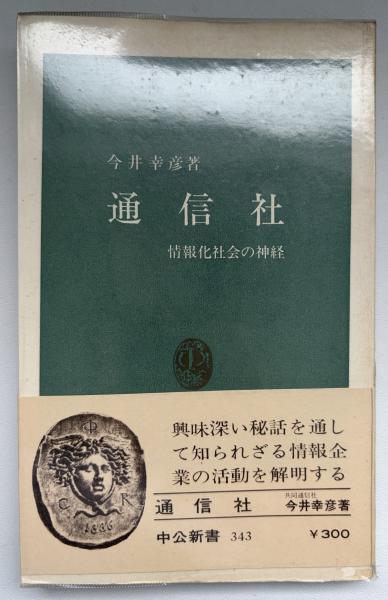 今井幸彦著
通信社
情報化社会の神経
興味深い秘話を通し
て知られざる情報企
業の活動を解明する
共同通信社
通信社 今井幸彦著
中公新書 343 ¥300
Φ
C R
1886